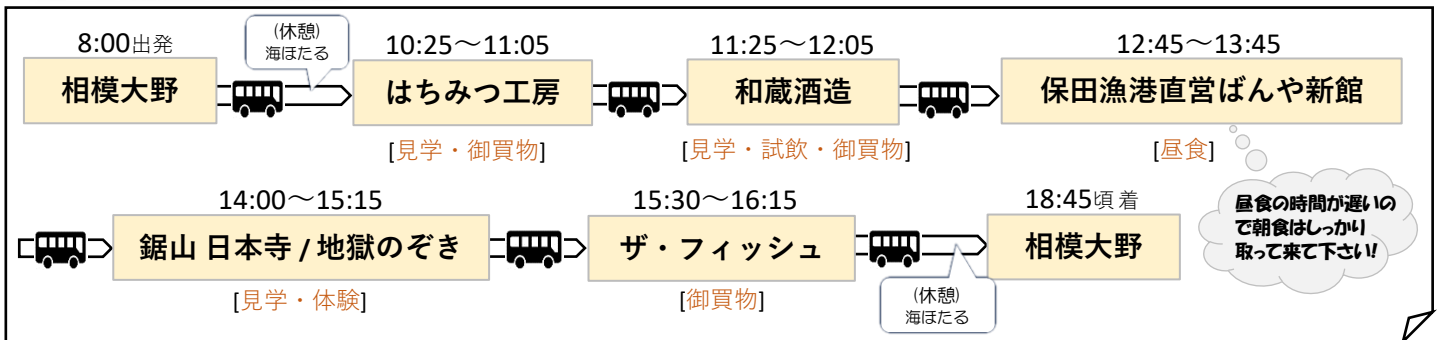 8:00出発
(休憩)
海ほたる
10:25～11:05
11:25～12:05
12:45～13:45
相模大野
はちみつ工房
和蔵酒造
保田漁港直営ばんや新館
[見学・御買物]
[見学・試飲・御買物]
[昼食]
14:00～15:15
15:30～16:15
18:45頃 着
昼食の時間が遅いの
で朝食はしっかり
取って来て下さい!
鋸山 日本寺 / 地獄のぞき
ザ・フィッシュ
相模大野
[見学・体験]
[御買物]
(休憩)
海ほたる